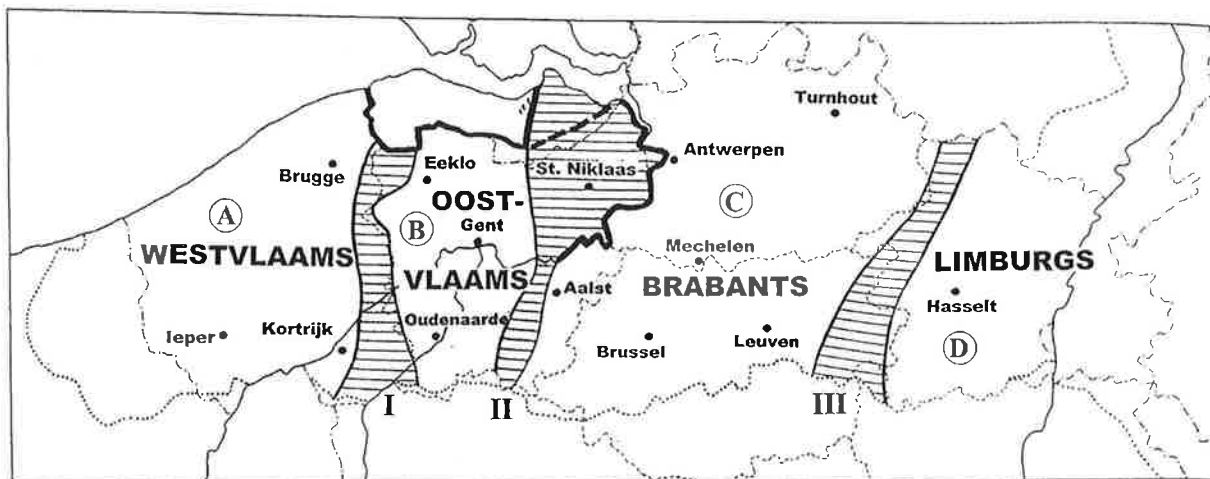 Turnhout
Antwerpen
Brugge
Eeklo
St. Niklaas
A
OOST-
B
Gent
C
WESTVLAAMS
VLAAMS
Mechelen
BRABANTS
LIMBURGS
Aalst
Hasselt
Ieper
Kortrijk
Oudenaarde
Brussel
Leuven
D
I
II
III